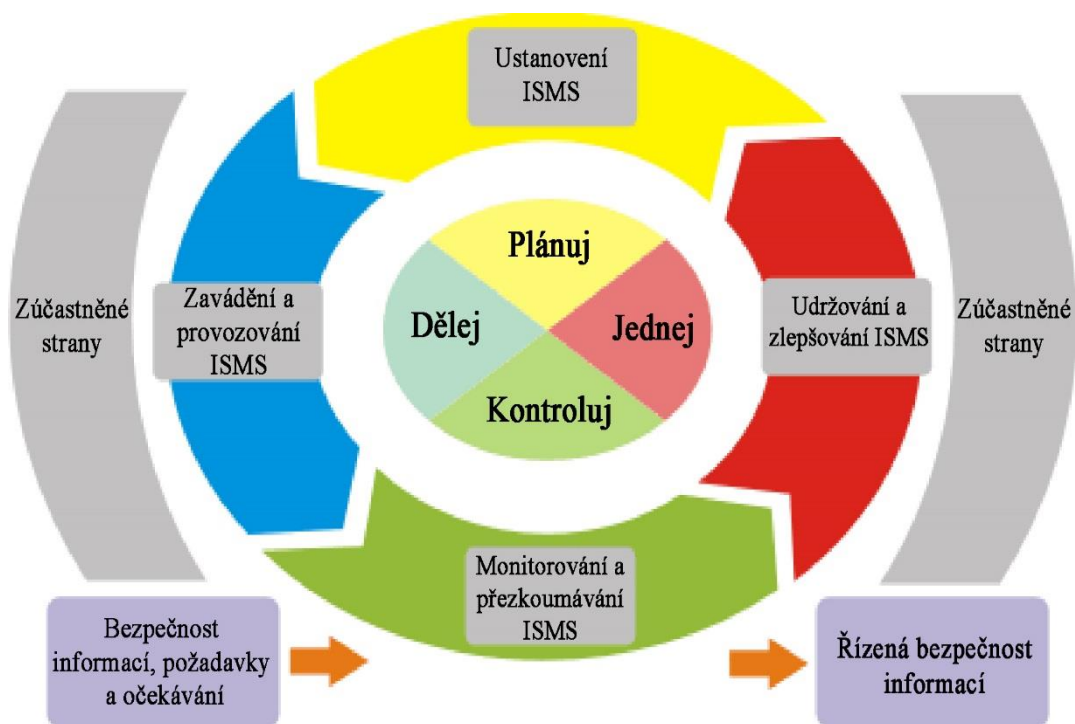 Ustanovení
ISMS
Zúčastněné
strany
Zavádění a
provozování
ISMS
Plánuj
Dělej
Jednej
Kontroluj
Udržování a
zlepšování ISMS
Zúčastněné
strany
Monitorování a
přezkoumávání
ISMS
Bezpečnost
informací, požadavky
a očekávání
Řízená bezpečnost
informací